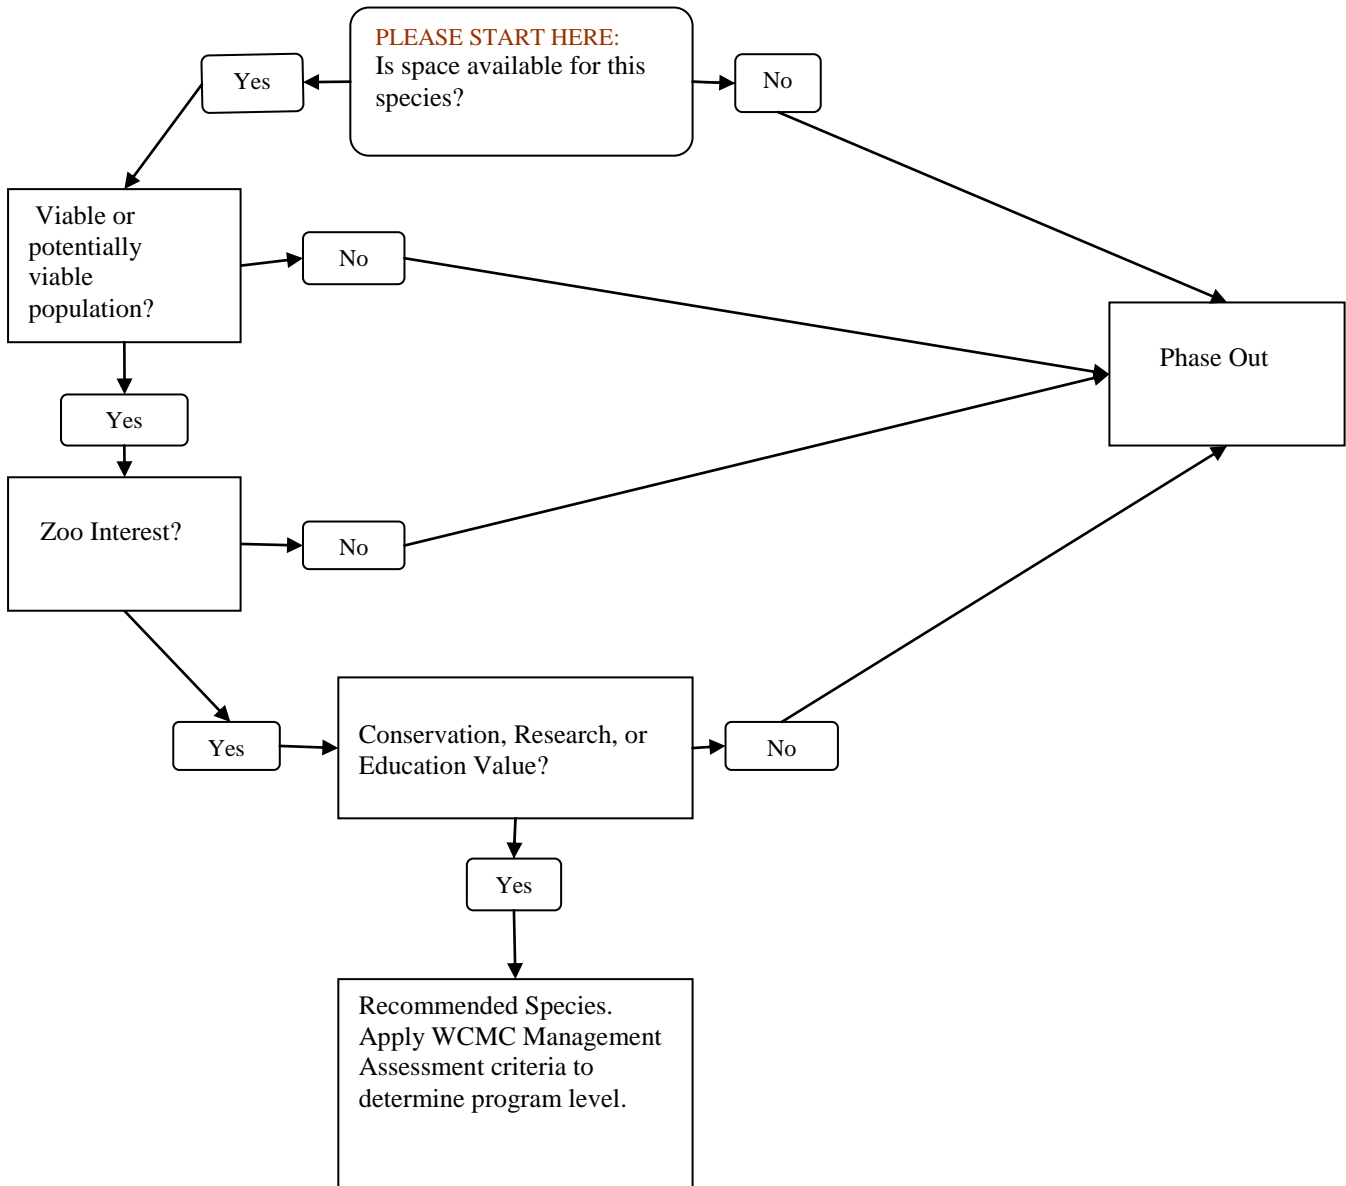 PLEASE START HERE:
Is space available for this
species?
Yes
No
Viable or
potentially
viable
population?
No
Phase Out
Yes
Zoo Interest?
No
Yes
Conservation, Research, or
Education Value?
No
Yes
Recommended Species.
Apply WCMC Management
Assessment criteria to
determine program level.